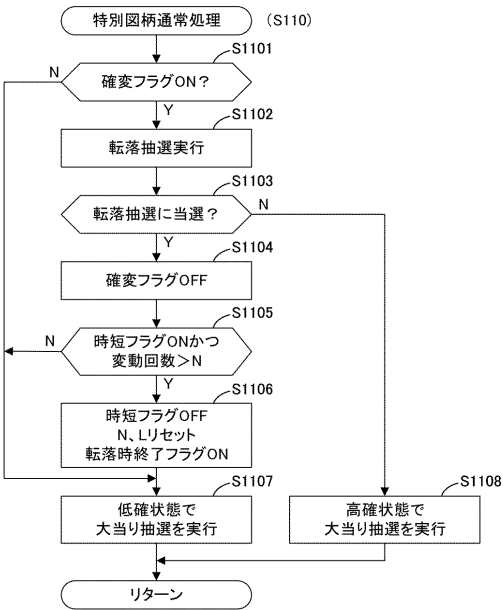 特別図柄通常処理
(S110)
S1101
確変フラグON?
N
Y
S1102
転落抽選実行
S1103
転落抽選に当選?
N
Y
S1104
確変フラグOFF
S1105
時短フラグONかつ
変動回数>N
N
Y
S1106
時短フラグOFF
N、Lリセット
転落時終了フラグON
S1107
低確状態で
大当り抽選を実行
S1108
高確状態で
大当り抽選を実行
リターン